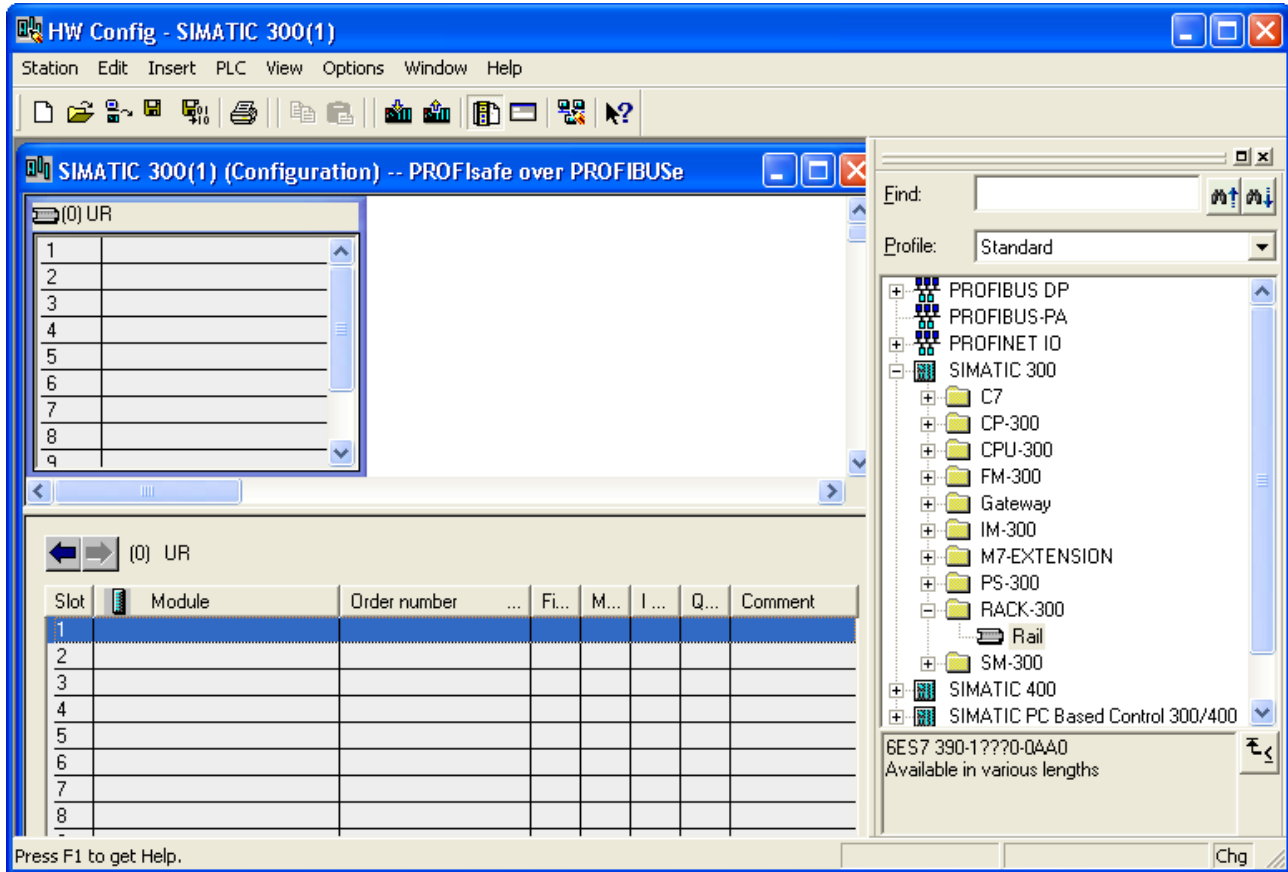 HW Config - SIMATIC 300(1)
Station Edit Insert PLC View Options Window Help
SIMATIC 300(1) (Configuration) -- PROFIsafe over PROFIBUSe
(0) UR
1
2
3
4
5
6
7
8
9
(0) UR
Slot Module Order number ... Fi... M... I ... Q... Comment
1
2
3
4
5
6
7
8
Find:
Profile: Standard
PROFIBUS DP
PROFIBUS-PA
PROFINET IO
SIMATIC 300
C7
CP-300
CPU-300
FM-300
Gateway
IM-300
M7-EXTENSION
PS-300
RACK-300
Rail
SM-300
SIMATIC 400
SIMATIC PC Based Control 300/400
6ES7 390-1???0-0AA0
Available in various lengths
Press F1 to get Help.
Chg